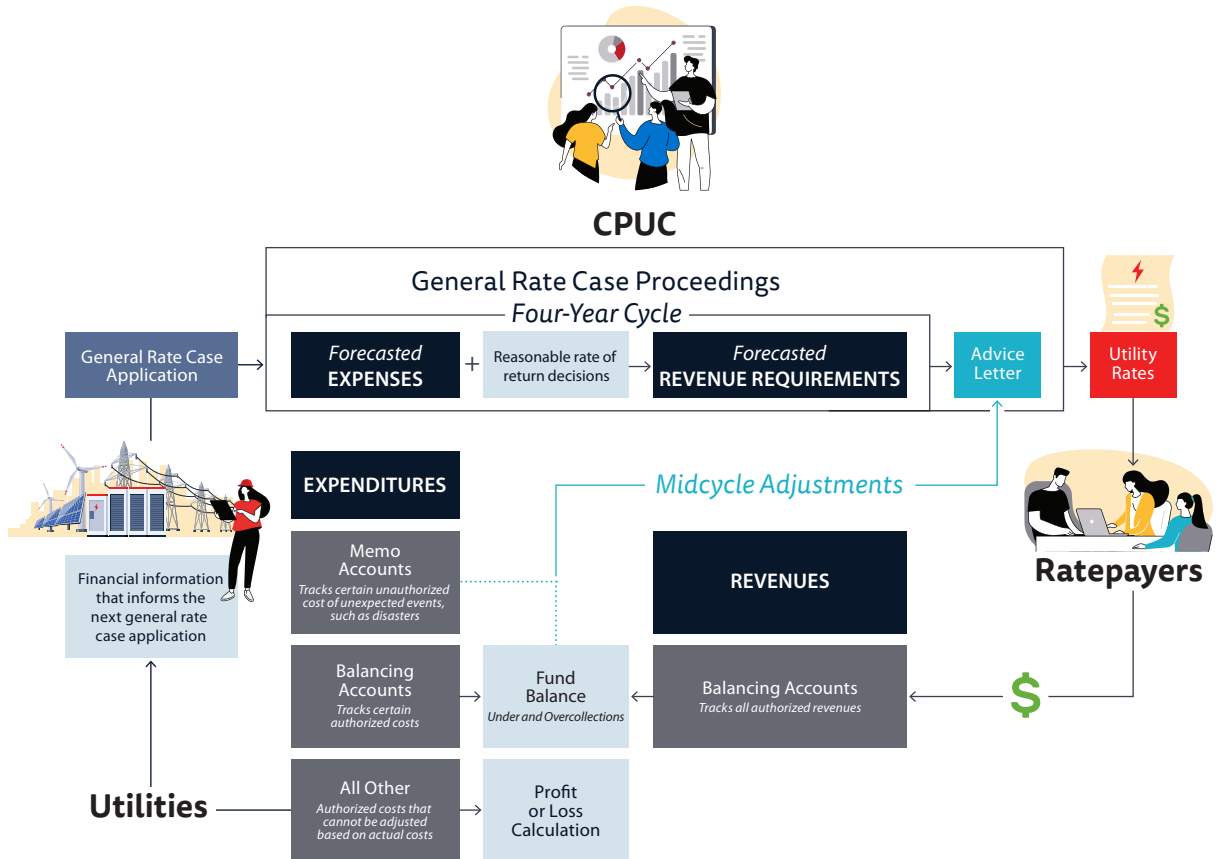 CPUC
General Rate Case Proceedings
Four-Year Cycle
General Rate Case
Application
Forecasted
EXPENSES
+
Reasonable rate of
return decisions
Forecasted
REVENUE REQUIREMENTS
Advice
Letter
$
Utility
Rates
EXPENDITURES
Midcycle Adjustments
Memo
Accounts
Tracks certain unauthorized
cost of unexpected events,
such as disasters
REVENUES
Ratepayers
Financial information
that informs the
next general rate
case application
Balancing
Accounts
Tracks certain
authorized costs
Fund
Balance
Under and Overcollections
Balancing Accounts
Tracks all authorized revenues
$
Utilities
All Other
Authorized costs that
cannot be adjusted
based on actual costs
Profit
or Loss
Calculation